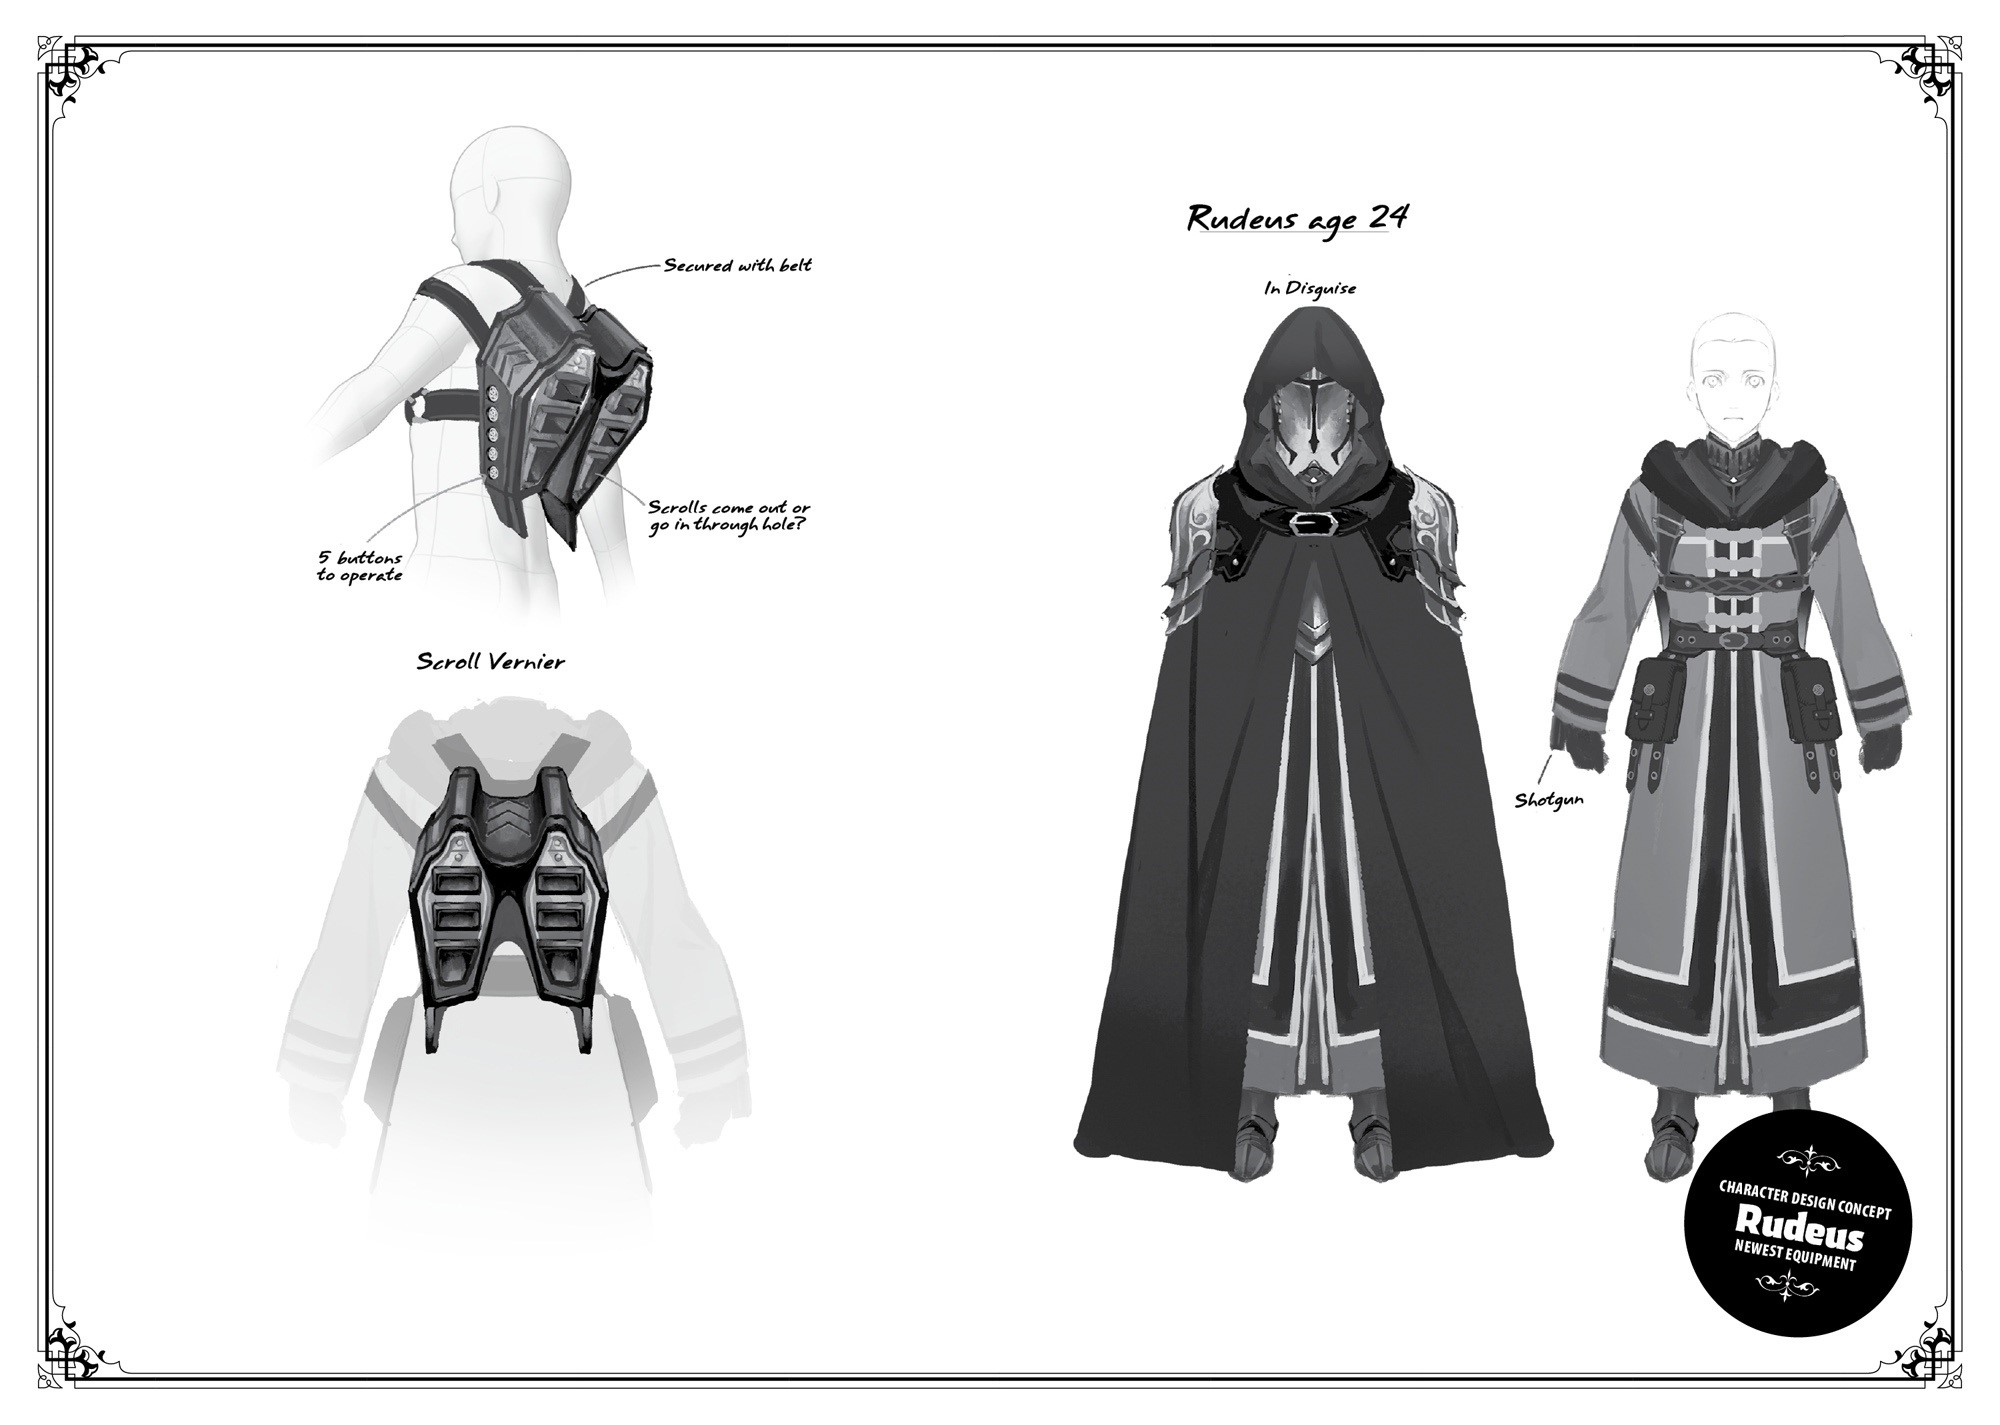 Secured with belt
Scrolls come out or
go in through hole?
5 buttons
to operate
Scroll Vernier
Rudeus age 24
In Disguise
Shotgun
CHARACTER DESIGN CONCEPT
Rudeus
NEWEST EQUIPMENT